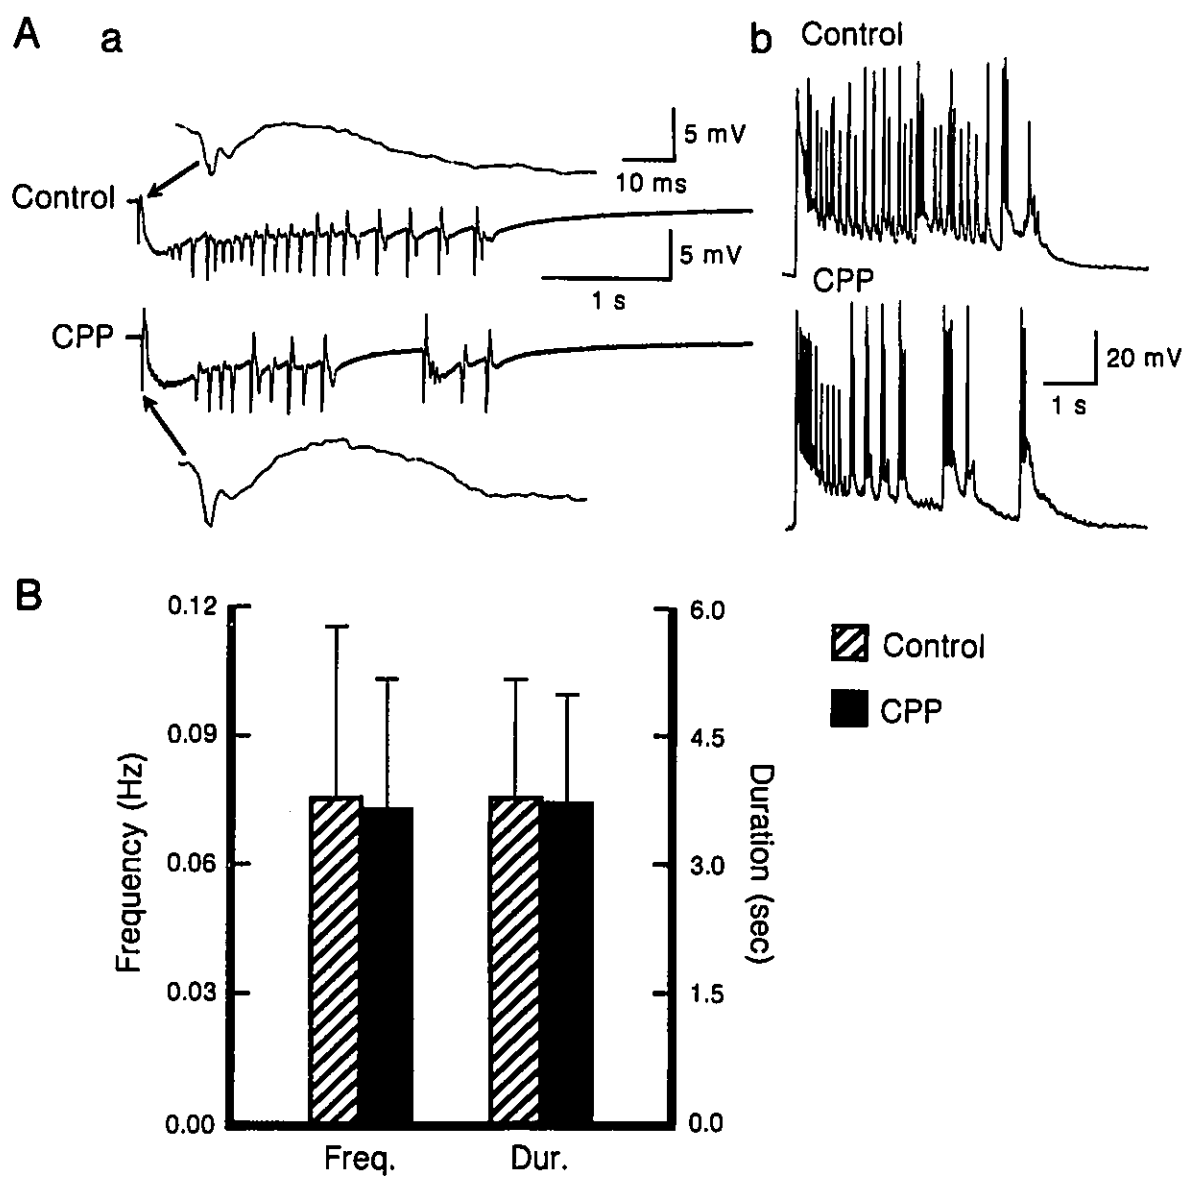 A a b Control
5 mV
10 ms
Control
5 mV
1 s
CPP
CPP
20 mV
1 s
B
0.12
0.09
0.06
0.03
0.00
Frequency (Hz)
6.0
4.5
3.0
1.5
0.0
Duration (sec)
Control
CPP
Freq. Dur.